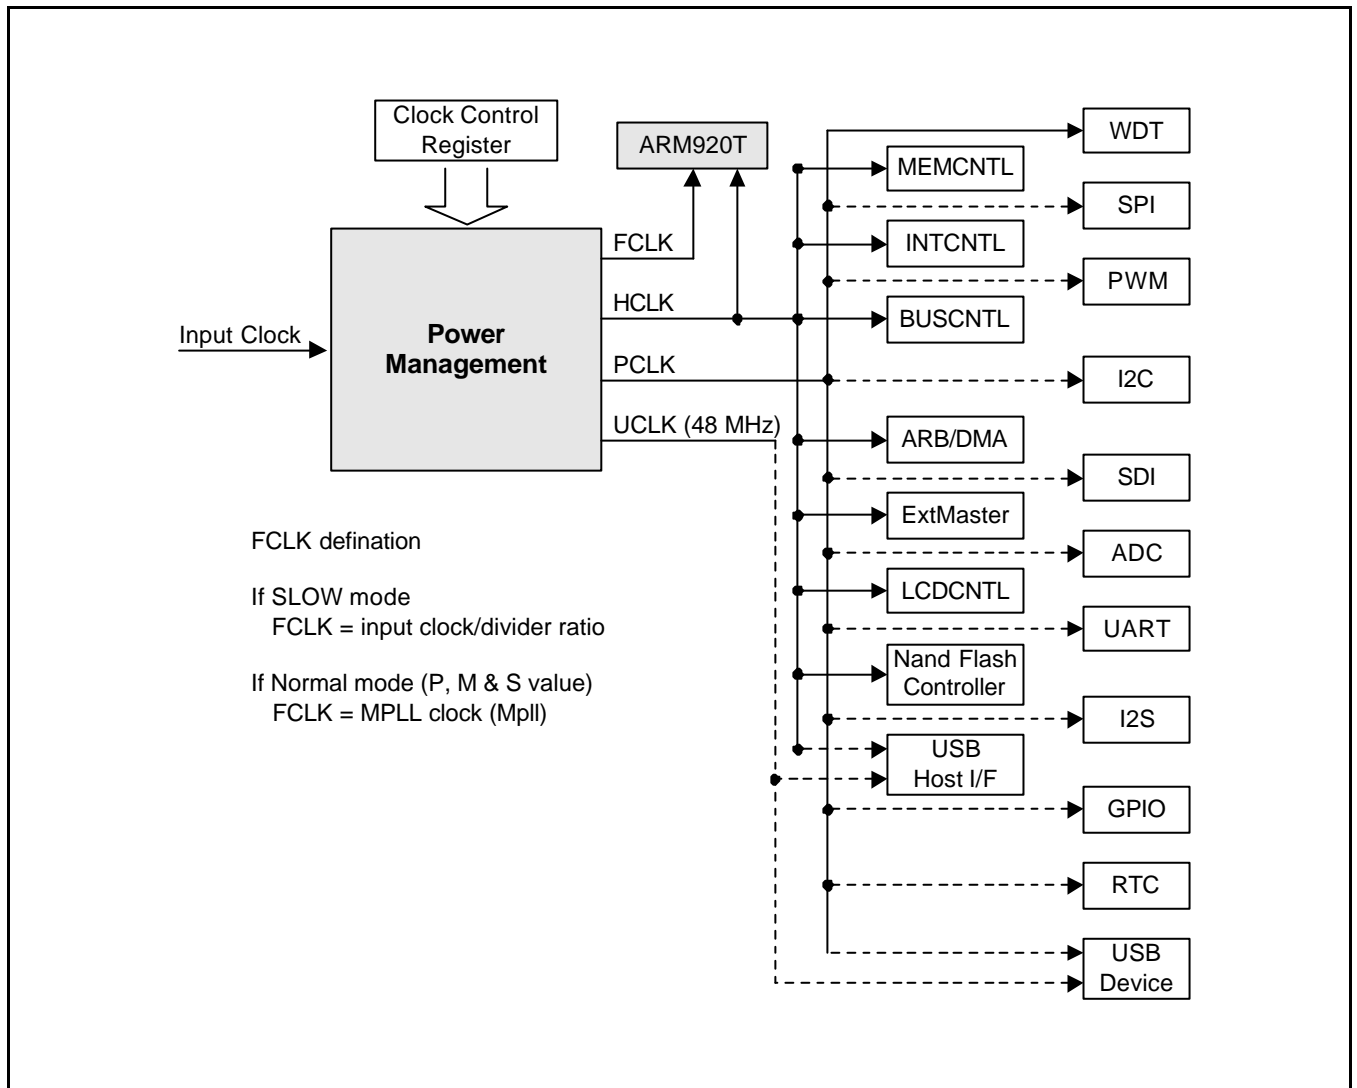 Clock Control
Register
ARM920T
Input Clock
Power
Management
FCLK
HCLK
PCLK
UCLK (48 MHz)
FCLK defination
If SLOW mode
FCLK = input clock/divider ratio
If Normal mode (P, M & S value)
FCLK = MPLL clock (Mpll)
MEMCNTL
INTCNTL
BUSCNTL
ARB/DMA
ExtMaster
LCDCNTL
Nand Flash
Controller
USB
Host I/F
WDT
SPI
PWM
I2C
SDI
ADC
UART
I2S
GPIO
RTC
USB
Device